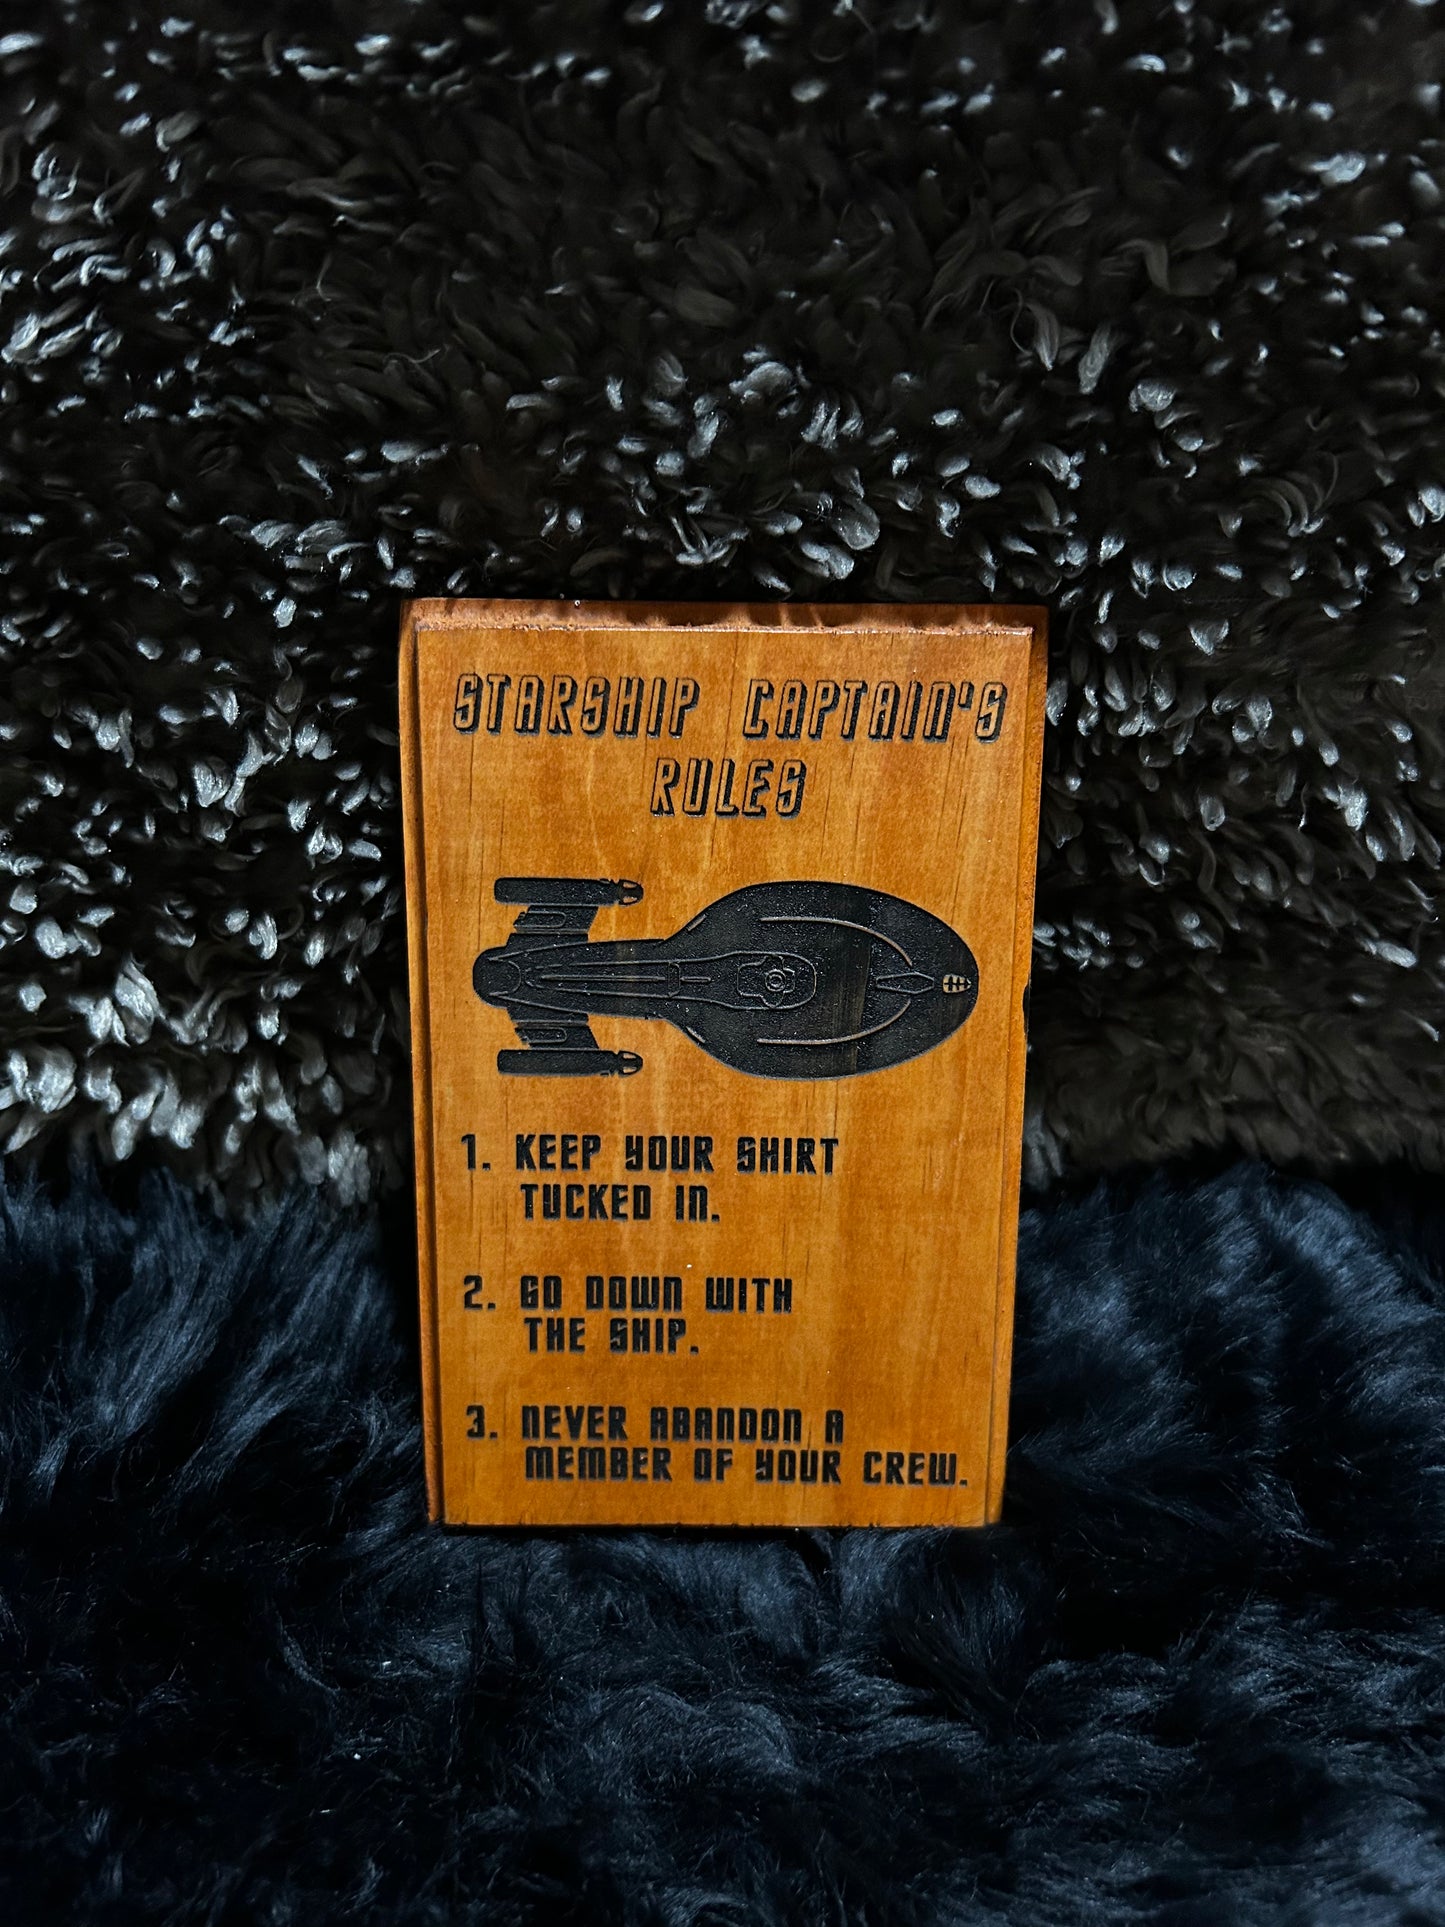 STARSHIP CAPTAIN'S
RULES
1. KEEP YOUR SHIRT
TUCKED IN.
2. GO DOWN WITH
THE SHIP.
3. NEVER ABANDON A
MEMBER OF YOUR CREW.